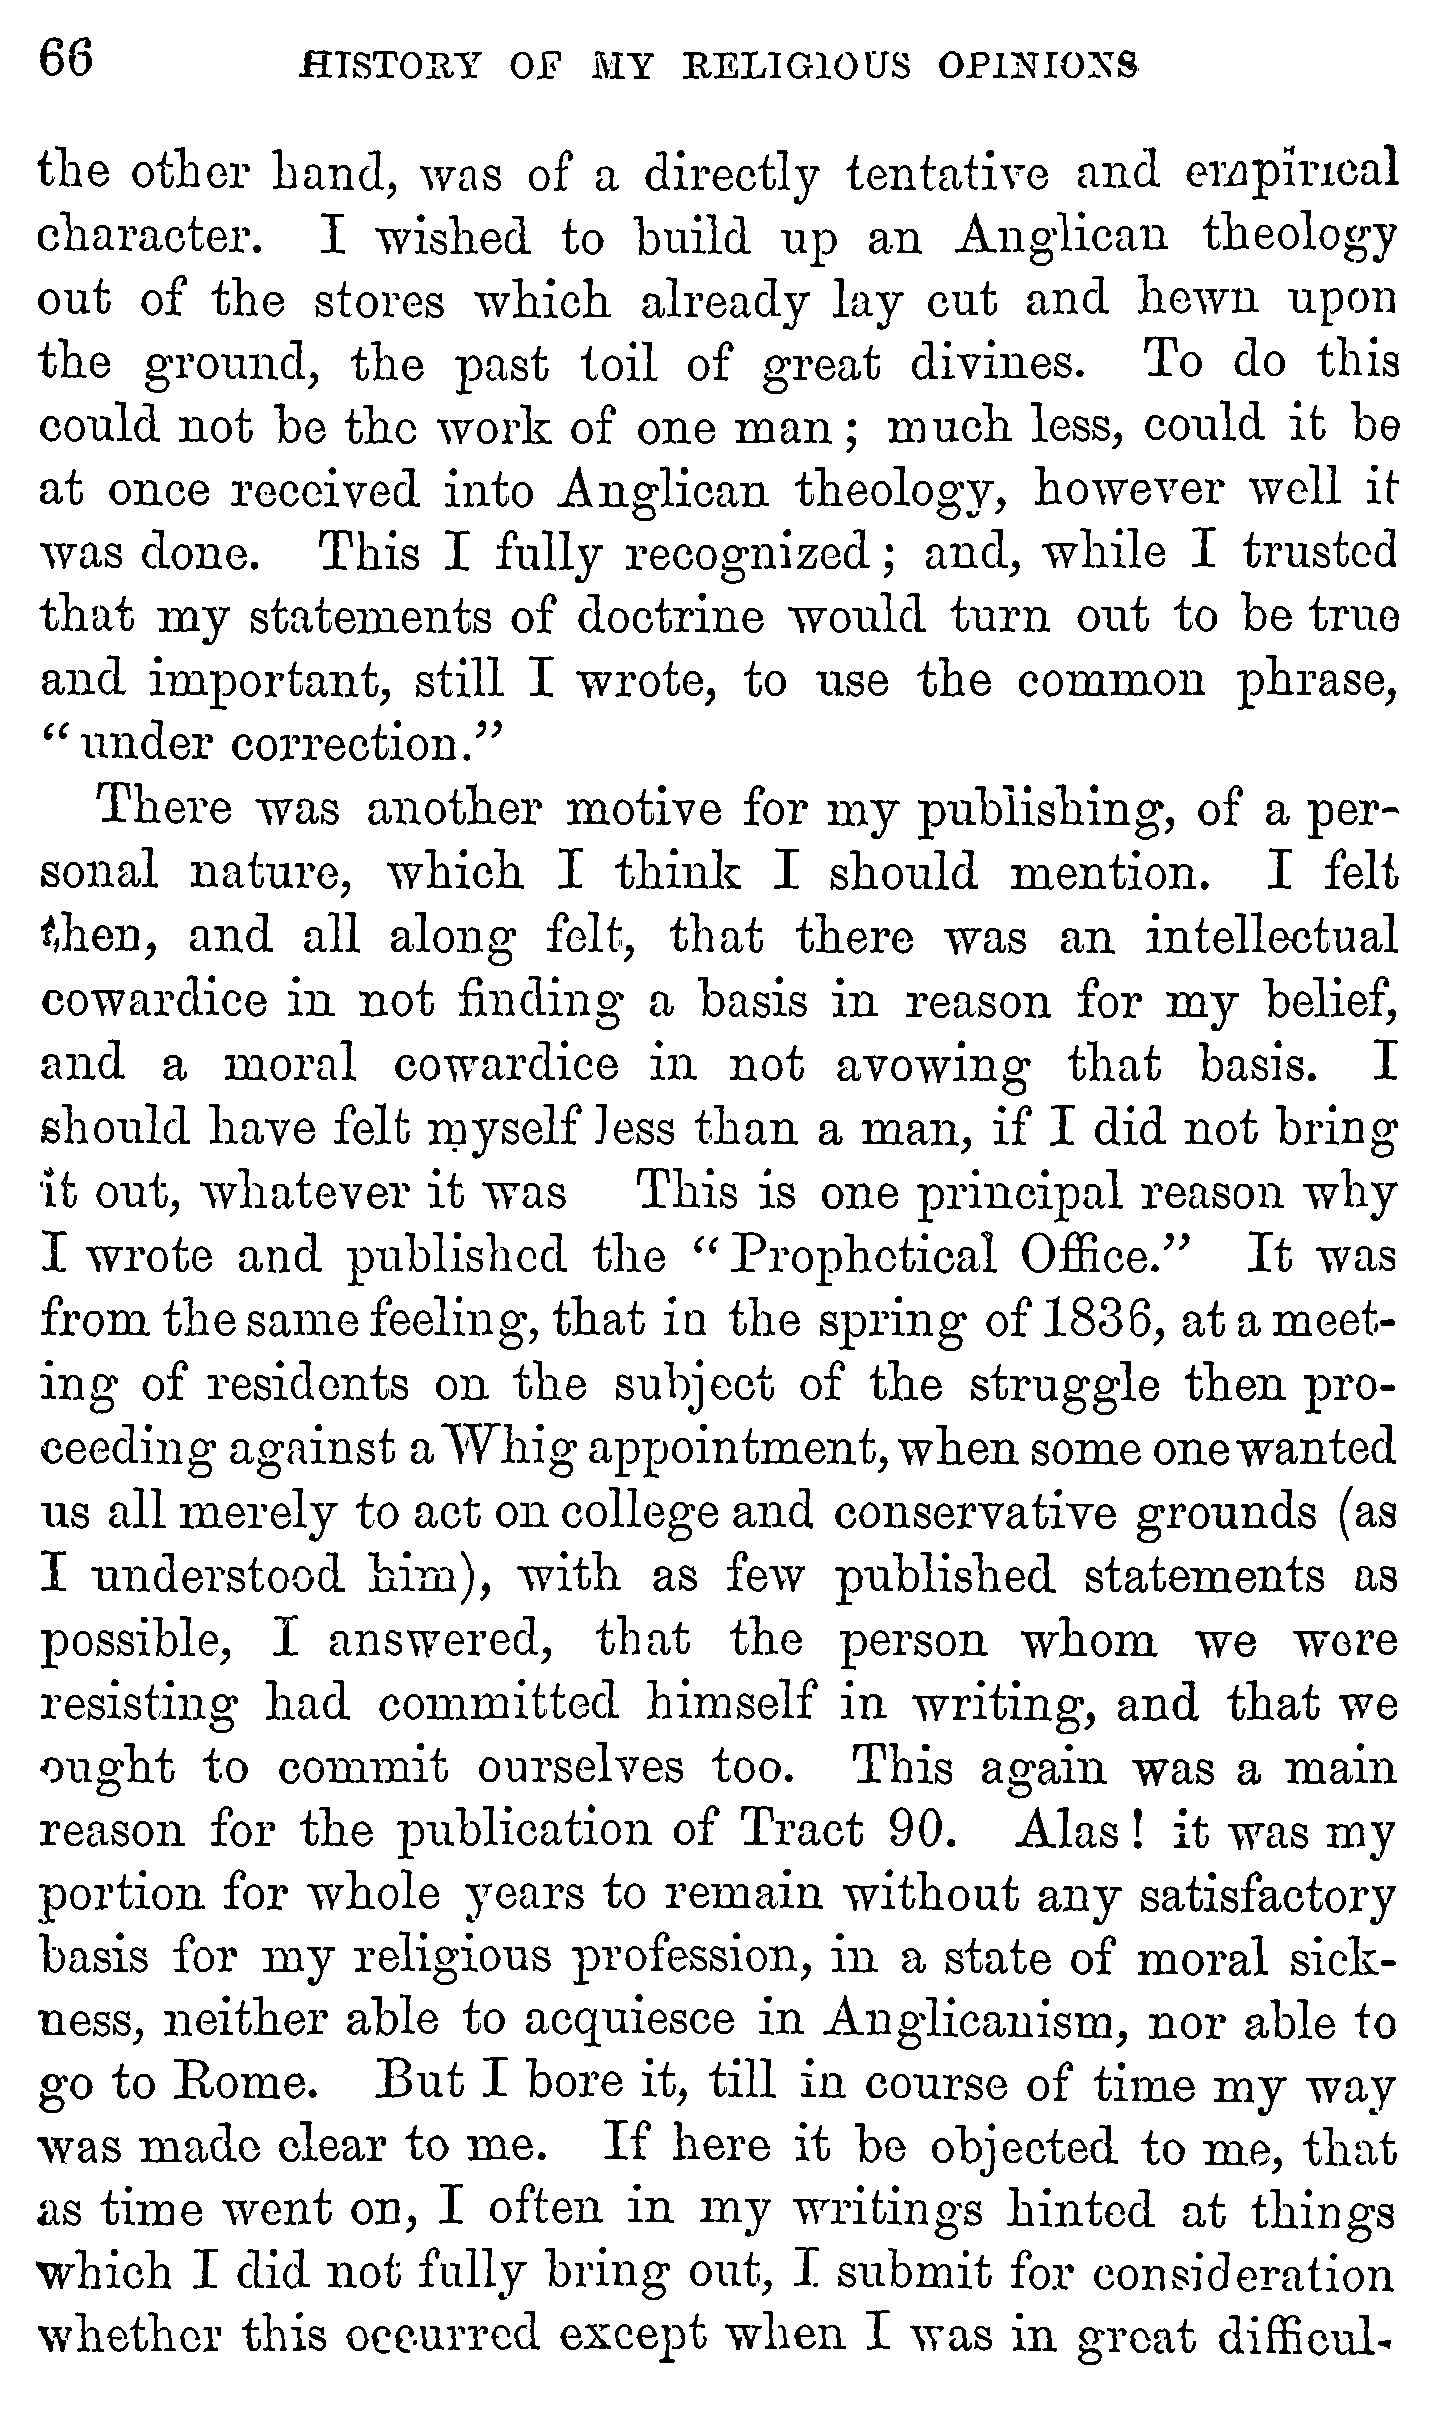 66 HISTORY OF MY RELIGIOUS OPINIONS
the other hand, was of a directly tentative and empirical
character. I wished to build up an Anglican theology
out of the stores which already lay cut and hewn upon
the ground, the past toil of great divines. To do this
could not be the work of one man; much less, could it be
at once received into Anglican theology, however well it
was done. This I fully recognized; and, while I trusted
that my statements of doctrine would turn out to be true
and important, still I wrote, to use the common phrase,
“under correction.”
There was another motive for my publishing, of a per-
sonal nature, which I think I should mention. I felt
then, and all along felt, that there was an intellectual
cowardice in not finding a basis in reason for my belief,
and a moral cowardice in not avowing that basis. I
should have felt myself less than a man, if I did not bring
it out, whatever it was This is one principal reason why
I wrote and published the “Prophetical Office.” It was
from the same feeling, that in the spring of 1836, at a meet-
ing of residents on the subject of the struggle then pro-
ceeding against a Whig appointment, when some one wanted
us all merely to act on college and conservative grounds (as
I understood him), with as few published statements as
possible, I answered, that the person whom we were
resisting had committed himself in writing, and that we
ought to commit ourselves too. This again was a main
reason for the publication of Tract 90. Alas! it was my
portion for whole years to remain without any satisfactory
basis for my religious profession, in a state of moral sick-
ness, neither able to acquiesce in Anglicanism, nor able to
go to Rome. But I bore it, till in course of time my way
was made clear to me. If here it be objected to me, that
as time went on, I often in my writings hinted at things
which I did not fully bring out, I submit for consideration
whether this occurred except when I was in great difficul-